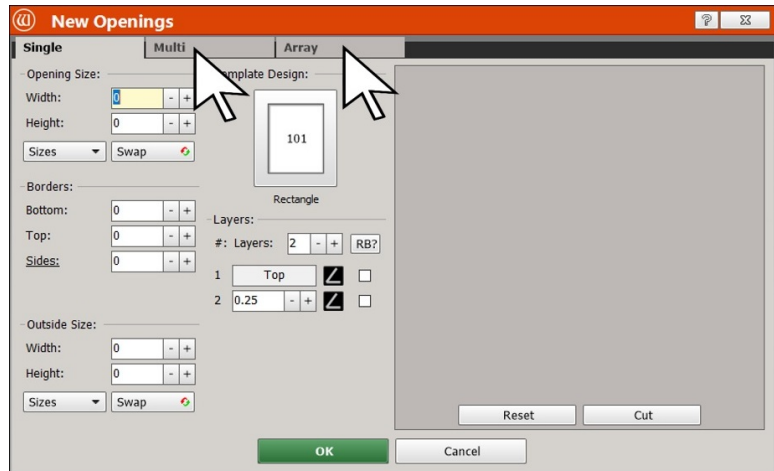 New Openings
Single Multi Array
Opening Size:
Width: 0 - +
Height: 0 - +
Sizes Swap
Borders:
Bottom: 0 - +
Top: 0 - +
Sides: 0 - +
Outside Size:
Width: 0 - +
Height: 0 - +
Sizes Swap
emplate Design:
101
Rectangle
Layers:
#: Layers: 2 - + RB?
1 Top
2 0.25 - +
Reset Cut
OK Cancel